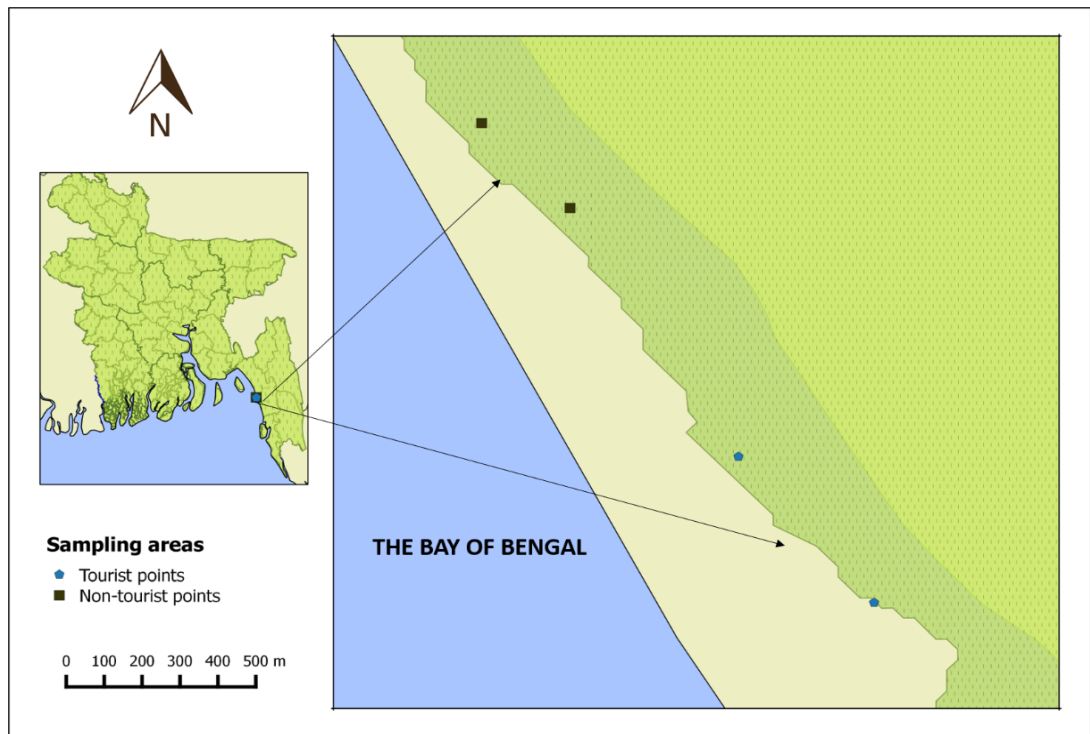 N
THE BAY OF BENGAL
Sampling areas
Tourist points
Non-tourist points
0 100 200 300 400 500 m